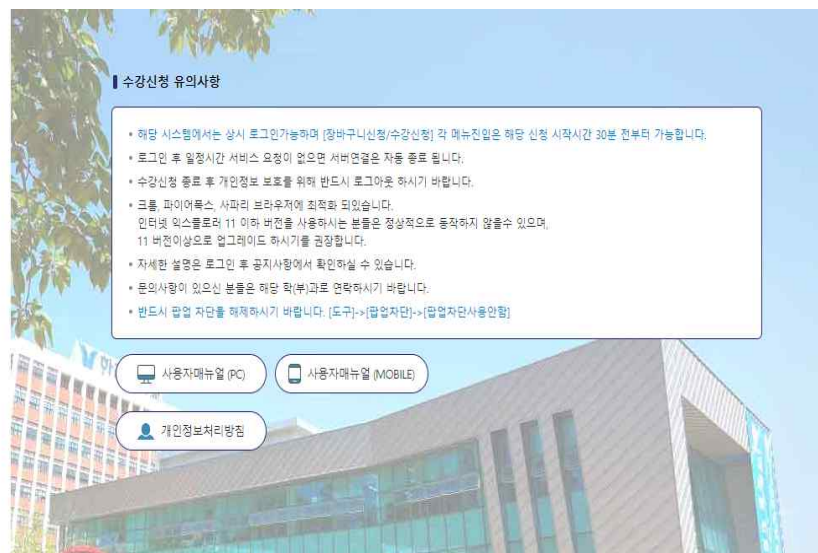 수강신청 유의사항
• 해당 시스템에서는 상시 로그인가능하며 [장바구니신청/수강신청] 각 메뉴진입은 해당 신청 시작시간 30분 전부터 가능합니다.
• 로그인 후 일정시간 서비스 요청이 없으면 서버연결은 자동 종료 됩니다.
• 수강신청 종료 후 개인정보 보호를 위해 반드시 로그아웃 하시기 바랍니다.
• 크롬, 파이어폭스, 사파리 브라우저에 최적화 되있습니다.
인터넷 익스플로러 11 이하 버전을 사용하시는 분들은 정상적으로 동작하지 않을수 있으며,
11 버전이상으로 업그레이드 하시기를 권장합니다.
• 자세한 설명은 로그인 후 공지사항에서 확인하실 수 있습니다.
• 문의사항이 있으신 분들은 해당 학(부)과로 연락하시기 바랍니다.
• 반드시 팝업 차단을 해제하시기 바랍니다. [도구]->[팝업차단]->[팝업차단사용안함]
사용자매뉴얼 (PC)
사용자매뉴얼 (MOBILE)
개인정보처리방침